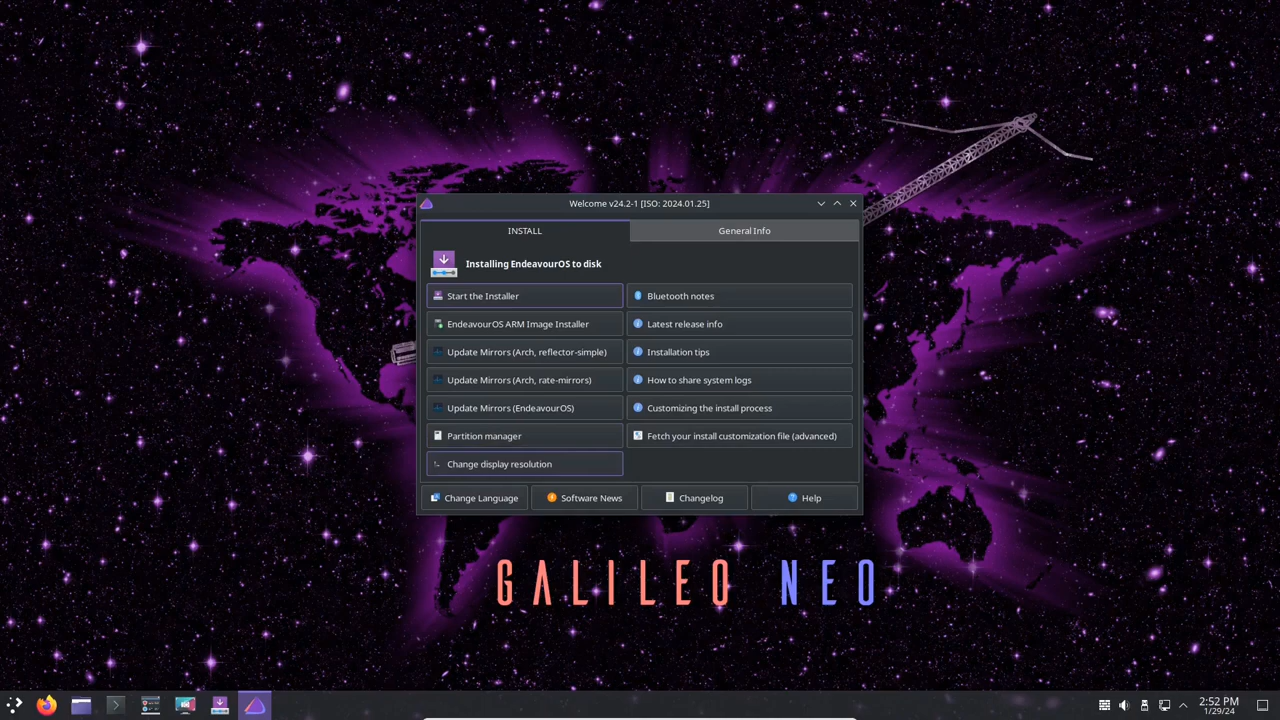 Welcome v24.2-1 [ISO: 2024.01.25]
INSTALL
General Info
Installing EndeavourOS to disk
Start the Installer
Bluetooth notes
EndeavourOS ARM Image Installer
Latest release info
Update Mirrors (Arch, reflector-simple)
Installation tips
Update Mirrors (Arch, rate-mirrors)
How to share system logs
Update Mirrors (EndeavourOS)
Customizing the install process
Partition manager
Fetch your install customization file (advanced)
Change display resolution
Change Language
Software News
Changelog
Help
GALILEO NEO
2:52 PM
1/29/24